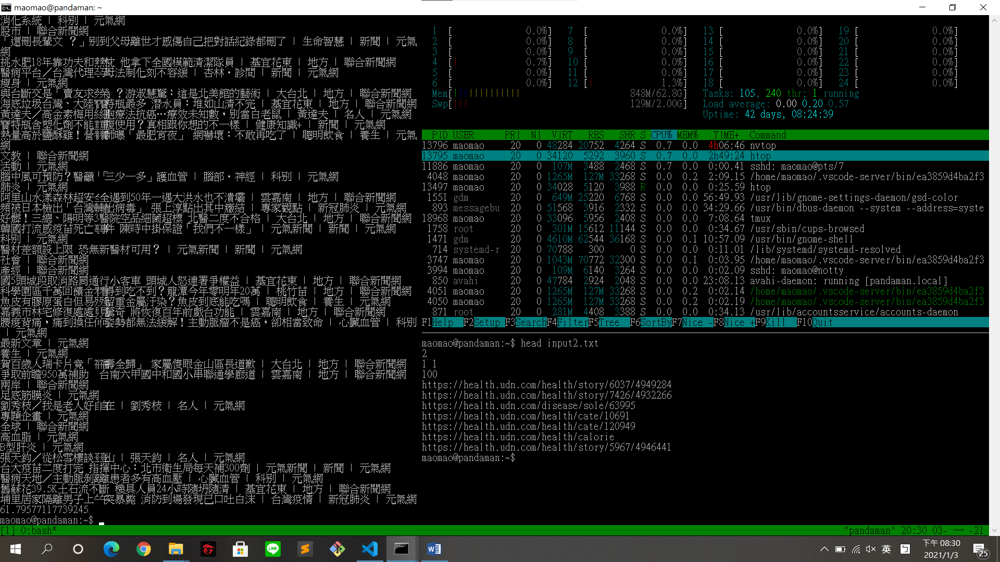 maomao@pandaman: ~
消化系統 | 科別 | 元氣網
股市 | 聯合新聞網
「還刪長輩文 ？」別到父母離世才感傷自己把對話紀錄都刪了 | 生命智慧 | 新聞 | 元氣
網
挑水肥18年靠功夫和熱忱 他拿下全國模範清潔隊員 | 基宜花東 | 地方 | 聯合新聞網
醫病平台／台灣代理孕母法制化刻不容緩 | 杏林・診間 | 新聞 | 元氣網
瘦身 | 元氣網
與台斷交是「賣友求榮」？游淑慧驚：這是北美館的藝術 | 大台北 | 地方 | 聯合新聞網
海底垃圾台灣、大陸寶特瓶最多 潛水員：堆如山清不完 | 基宜花東 | 地方 | 聯合新聞網
黃達夫／高金素梅用細胞療法抗癌…療效未知數，別當白老鼠 | 黃達夫 | 名人 | 元氣網
寶特瓶含塑化劑不能重複使用？真相跟你想的不一樣 | 健康知識+ | 新聞 | 元氣網
熱量高於鹽酥雞！營養師曝「最肥宵夜」 網嚇壞：不敢再吃了 | 聰明飲食 | 養生 | 元氣
網
文教 | 聯合新聞網
活動 | 元氣網
腦中風可預防？醫籲「三少一多」護血管 | 腦部・神經 | 科別 | 元氣網
肺炎 | 元氣網
阿里山水漾森林超安全遇到50年一遇大洪水也不潰壩 | 雲嘉南 | 地方 | 聯合新聞網
頻被日本檢出「台灣輸出病毒」 張上淳點出其中癥結 | 專家觀點 | 新冠肺炎 | 元氣網
好髒！三總、陽明等5醫院空品細菌超標 北醫二度不合格 | 大台北 | 地方 | 聯合新聞網
韓國打流感疫苗死亡事件 陳時中掛保證「我們不一樣」 | 元氣新聞 | 新聞 | 元氣網
科別 | 元氣網
醫材差額設上限 恐無新醫材可用？ | 元氣新聞 | 新聞 | 元氣網
社會 | 聯合新聞網
產經 | 聯合新聞網
國5頭城段取消路肩通行小客車 頭城人怒連署爭權益 | 基宜花東 | 地方 | 聯合新聞網
科學園區千萬回饋金看得到吃不到？龍潭今年零明年20萬 | 桃竹苗 | 地方 | 聯合新聞網
魚皮有膠原蛋白但易殘留重金屬汙染？魚皮到底能吃嗎 | 聰明飲食 | 養生 | 元氣網
嘉義市林宅修復處處見驚奇 將恢復百年前戲台功能 | 雲嘉南 | 地方 | 聯合新聞網
腰痠背痛，痛到換任何姿勢都無法緩解！主動脈瘤不是癌，卻相當致命 | 心臟血管 | 科別
| 元氣網
最新文章 | 元氣網
養生 | 元氣網
賀百歲人瑞卡片竟「福壽全歸」 家屬傻眼金山區長道歉 | 大台北 | 地方 | 聯合新聞網
爭取前瞻950萬補助　台南六甲國中和國小串聯通學廊道 | 雲嘉南 | 地方 | 聯合新聞網
兩岸 | 聯合新聞網
足底筋膜炎 | 元氣網
劉秀枝／我是老人好自在 | 劉秀枝 | 名人 | 元氣網
專題企畫 | 元氣網
全球 | 聯合新聞網
高血脂 | 元氣網
B型肝炎 | 元氣網
張天鈞／從松雪樓談登山 | 張天鈞 | 名人 | 元氣網
台大疫苗二度打完 指揮中心：北市衛生局每天補300劑 | 元氣新聞 | 新聞 | 元氣網
醫病天地／主動脈剝離患者多有高血壓 | 心臟血管 | 科別 | 元氣網
舊蘇花39.5K土石流不斷 機具人員24小時隨坍隨清 | 基宜花東 | 地方 | 聯合新聞網
埔里居家隔離男子上午突暴斃 消防到場發現已口吐白沫 | 台灣疫情 | 新冠肺炎 | 元氣網
61.79577117739245
maomao@pandaman:~$
1 [ 0.0%] 7 [ 0.0%] 13 [ 0.0%] 19 [ 0.0%]
2 [ 0.0%] 8 [ 0.0%] 14 [ 0.0%] 20 [ 0.0%]
3 [ 0.0%] 9 [ 0.0%] 15 [ 0.0%] 21 [ 0.0%]
4 [| 0.7%] 10 [ 0.0%] 16 [ 0.0%] 22 [ 0.0%]
5 [ 0.0%] 11 [ 0.0%] 17 [ 0.0%] 23 [ 0.0%]
6 [ 0.0%] 12 [| 1.3%] 18 [ 0.0%] 24 [ 0.0%]
Mem[||||||||||||| 848M/62.8G] Tasks: 105, 240 thr; 1 running
Swp[||| 129M/2.00G] Load average: 0.00 0.20 0.57
Uptime: 42 days, 08:24:39
PID USER PRI NI VIRT RES SHR S CPU% MEM% TIME+ Command
13796 maomao 20 0 48284 20752 4264 S 0.7 0.0 4h06:46 nvtop
13795 maomao 20 0 34120 5292 3960 S 0.7 0.0 2h49:24 htop
11886 maomao 20 0 107M 3488 2468 S 0.7 0.0 0:00.41 sshd: maomao@pts/7
4048 maomao 20 0 1265M 127M 33268 S 0.0 0.2 2:09.15 /home/maomao/.vscode-server/bin/ea3859d4ba2f3
13497 maomao 20 0 34028 5120 3988 R 0.0 0.0 0:25.59 htop
1551 gdm 20 0 649M 25220 6768 S 0.0 0.0 56:49.93 /usr/lib/gnome-settings-daemon/gsd-color
893 messagebu 20 0 51568 3916 2332 S 0.0 0.0 34:29.66 /usr/bin/dbus-daemon --system --address=syste
18968 maomao 20 0 33096 5956 2408 S 0.0 0.0 7:08.64 tmux
1758 root 20 0 301M 15612 11144 S 0.0 0.0 0:34.67 /usr/sbin/cups-browsed
1471 gdm 20 0 4610M 62544 36168 S 0.0 0.1 10:57.09 /usr/bin/gnome-shell
714 systemd-r 20 0 70788 300 0 S 0.0 0.0 0:11.01 /lib/systemd/systemd-resolved
3747 maomao 20 0 1043M 70772 32300 S 0.0 0.1 0:03.95 /home/maomao/.vscode-server/bin/ea3859d4ba2f3
3994 maomao 20 0 109M 6140 3264 S 0.0 0.0 0:02.09 sshd: maomao@notty
850 avahi 20 0 47784 2924 2048 S 0.0 0.0 23:08.13 avahi-daemon: running [pandaman.local]
4051 maomao 20 0 1265M 127M 33268 S 0.0 0.2 0:02.14 /home/maomao/.vscode-server/bin/ea3859d4ba2f3
4050 maomao 20 0 1265M 127M 33268 S 0.0 0.2 0:02.19 /home/maomao/.vscode-server/bin/ea3859d4ba2f3
871 root 20 0 281M 4408 3388 S 0.0 0.0 0:34.13 /usr/lib/accountsservice/accounts-daemon
F1Help F2Setup F3SearchF4FilterF5Tree F6SortByF7Nice -F8Nice +F9Kill F10Quit
maomao@pandaman:~$ head input2.txt
2
1 1
100
https://health.udn.com/health/story/6037/4949284
https://health.udn.com/health/story/7426/4932266
https://health.udn.com/disease/sole/63995
https://health.udn.com/health/cate/10691
https://health.udn.com/health/cate/120949
https://health.udn.com/health/calorie
https://health.udn.com/health/story/5967/4946441
maomao@pandaman:~$
[1] 0:bash* "pandaman" 20:30 03- 一 -21
LINE
英
下午 08:30
2021/1/3
25